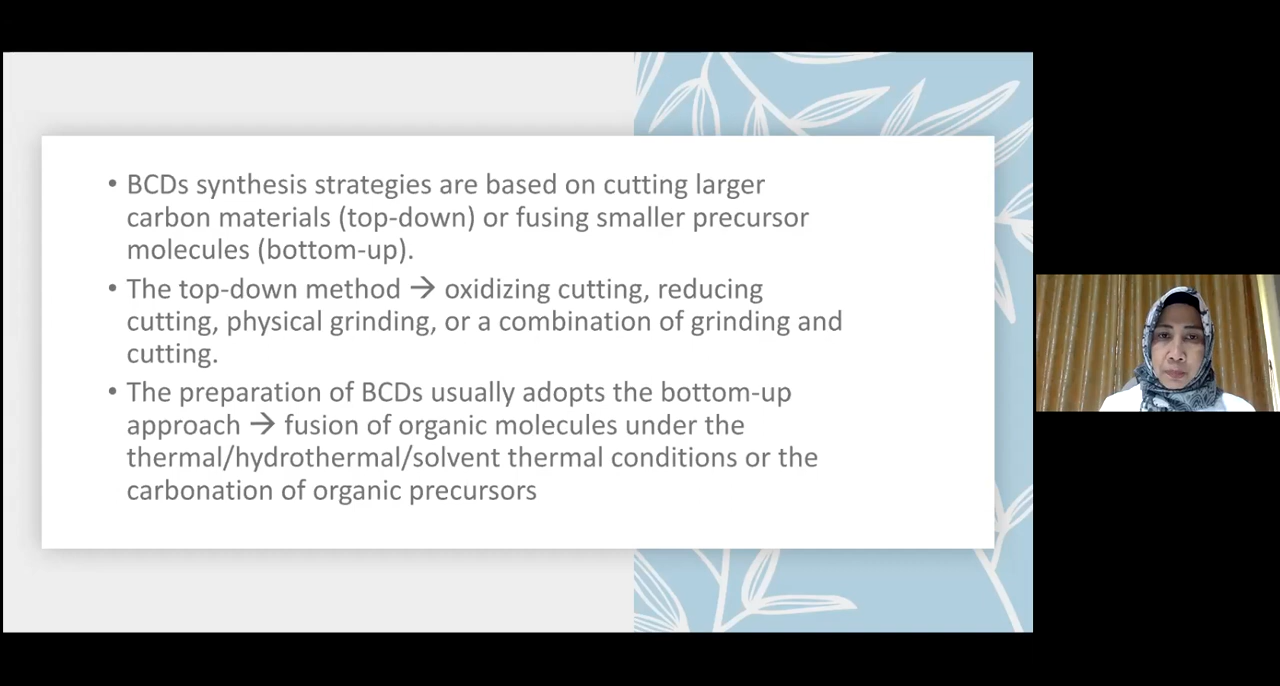 • BCDs synthesis strategies are based on cutting larger
carbon materials (top-down) or fusing smaller precursor
molecules (bottom-up).
• The top-down method → oxidizing cutting, reducing
cutting, physical grinding, or a combination of grinding and
cutting.
• The preparation of BCDs usually adopts the bottom-up
approach → fusion of organic molecules under the
thermal/hydrothermal/solvent thermal conditions or the
carbonation of organic precursors